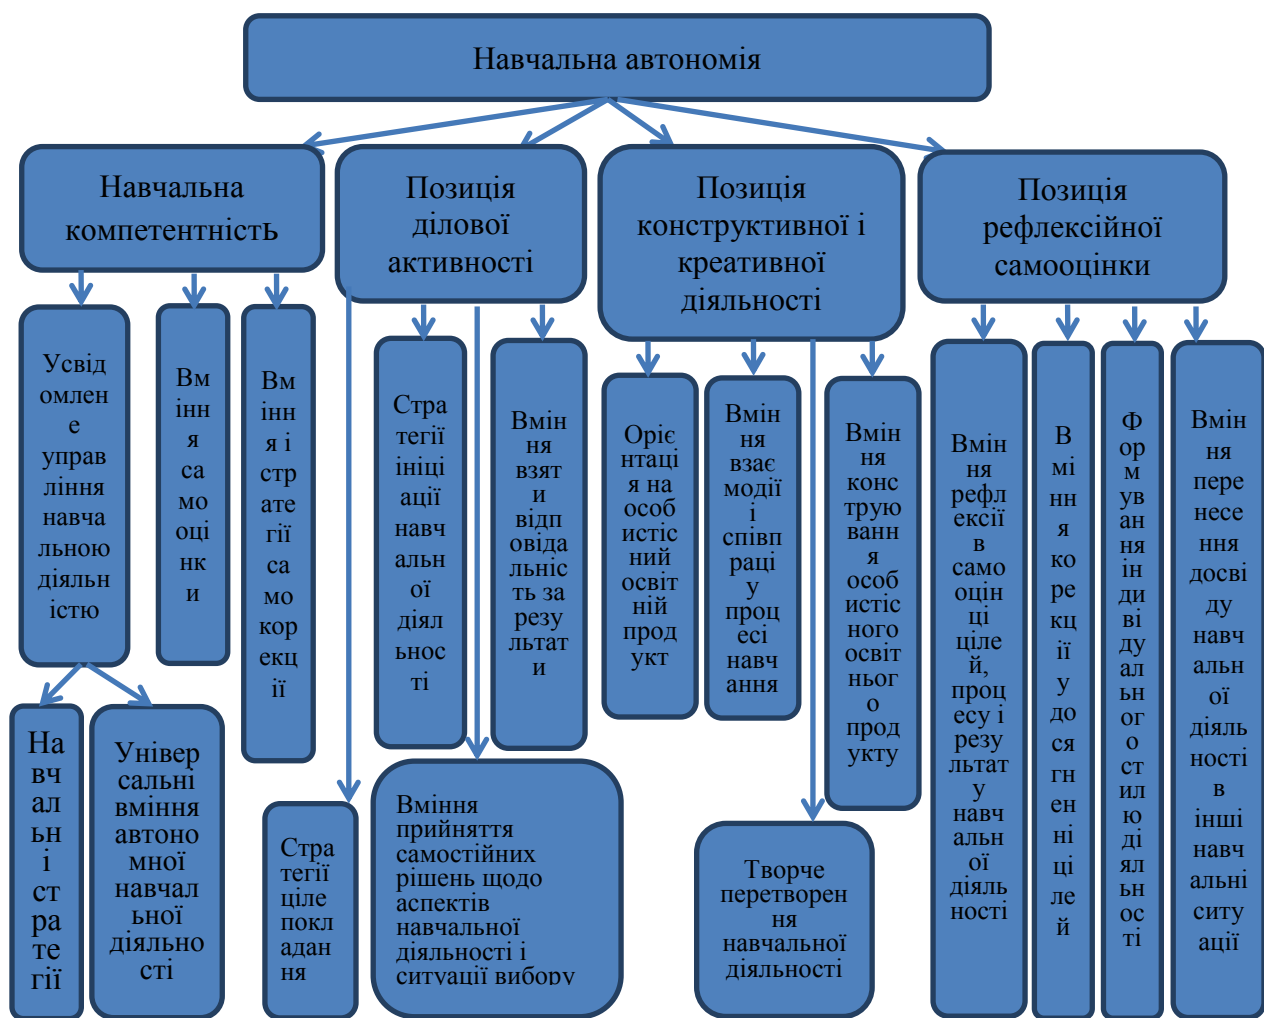 Навчальна автономія
Навчальна
компетентність
Позиція
ділової
активності
Позиція
конструктивної і
креативної
діяльності
Позиція
рефлексійної
самооцінки
Усвід
омлен
е
управ
ління
навча
льною
діяльн
істю
Вм
інн
я
са
мо
оці
нк
и
Вм
інн
я і
стр
ате
гії
са
мо
кор
екц
ії
Стра
тегії
ініці
ації
навч
альн
ої
діял
ьнос
ті
Вмін
ня
взят
и
відп
овіда
льніс
ть за
резу
льтат
и
Оріє
нтаці
я на
особ
истіс
ний
освіт
ній
прод
укт
Вмін
ня
взає
модії
і
співп
раці
у
проц
есі
навч
ання
Вмін
ня
конс
трую
ванн
я
особ
истіс
ного
освіт
ньог
о
прод
укту
Вмін
ня
рефл
ексії
в
само
оцін
ці
ціле
й,
проц
есу і
резу
льтат
у
навч
альн
ої
діяль
ності
В
мі
нн
я
ко
ре
кц
ії
у
до
ся
гн
ен
ні
ці
ле
й
Ф
ор
м
ув
ан
ня
ін
ди
ві
ду
ал
ьн
ог
о
ст
ил
ю
ді
ял
ьн
ос
ті
Вмін
ня
пере
несе
ння
досві
ду
навч
ально
ї
діяль
ності
в
інші
навч
альні
ситу
ації
На
вч
ал
ьн
і
ст
ра
те
гії
Універ
сальні
вміння
автоно
мної
навчал
ьної
діяльно
сті
Стра
тегії
ціле
покл
адан
ня
Вміння
прийняття
самостійних
рішень щодо
аспектів
навчальної
діяльності і
ситуації вибору
Творче
перетворен
ня
навчальної
діяльності